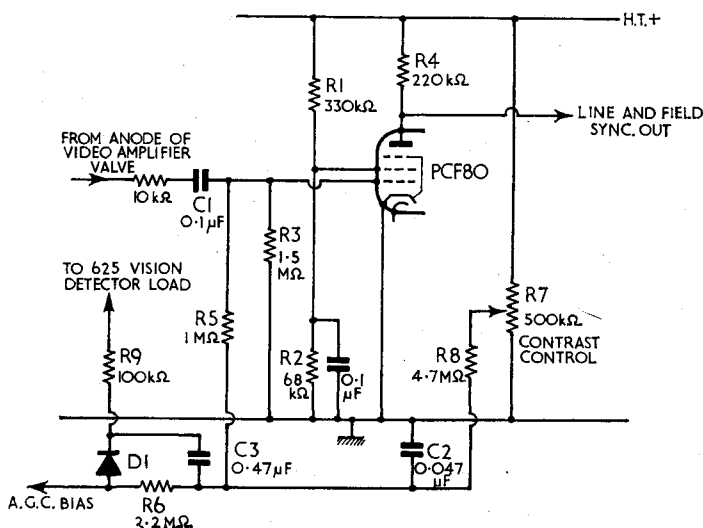 H.T.+
R4
220kΩ
R1
330kΩ
LINE AND FIELD
SYNC. OUT
FROM ANODE OF
VIDEO AMPLIFIER
VALVE
PCF80
10kΩ
C1
0.1μF
R3
1.5
MΩ
TO 625 VISION
DETECTOR LOAD
R7
500kΩ
CONTRAST
CONTROL
R5
1MΩ
R8
4.7MΩ
R9
100kΩ
R2
68
kΩ
0.1
μF
D1
C3
0.47μF
C2
0.047
μF
A.G.C. BIAS
R6
2.2MΩ